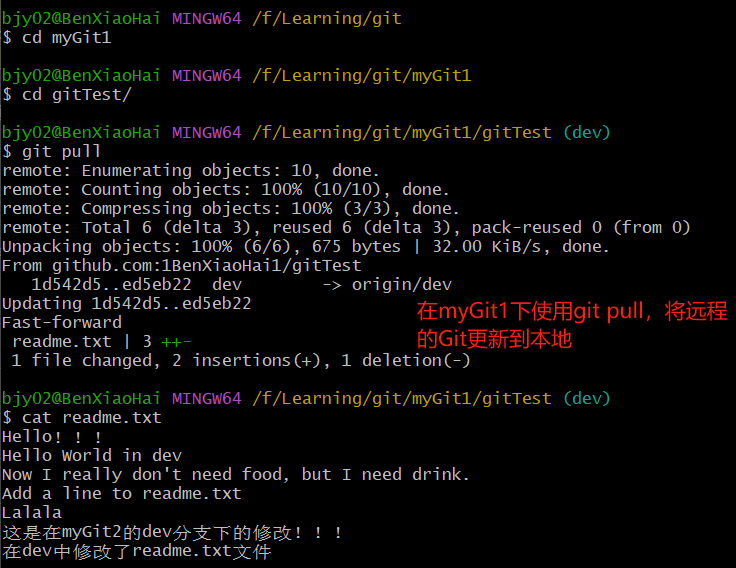 bjy02@BenXiaoHai MINGW64 /f/Learning/git
$ cd myGit1
bjy02@BenXiaoHai MINGW64 /f/Learning/git/myGit1
$ cd gitTest/
bjy02@BenXiaoHai MINGW64 /f/Learning/git/myGit1/gitTest (dev)
$ git pull
remote: Enumerating objects: 10, done.
remote: Counting objects: 100% (10/10), done.
remote: Compressing objects: 100% (3/3), done.
remote: Total 6 (delta 3), reused 6 (delta 3), pack-reused 0 (from 0)
Unpacking objects: 100% (6/6), 675 bytes | 32.00 KiB/s, done.
From github.com:1BenXiaoHai1/gitTest
   1d542d5..ed5eb22  dev        -> origin/dev
Updating 1d542d5..ed5eb22
Fast-forward
 readme.txt | 3 ++-
 1 file changed, 2 insertions(+), 1 deletion(-)
在myGit1下使用git pull，将远程
的Git更新到本地
bjy02@BenXiaoHai MINGW64 /f/Learning/git/myGit1/gitTest (dev)
$ cat readme.txt
Hello！！！
Hello World in dev
Now I really don't need food, but I need drink.
Add a line to readme.txt
Lalala
这是在myGit2的dev分支下的修改！！！
在dev中修改了readme.txt文件